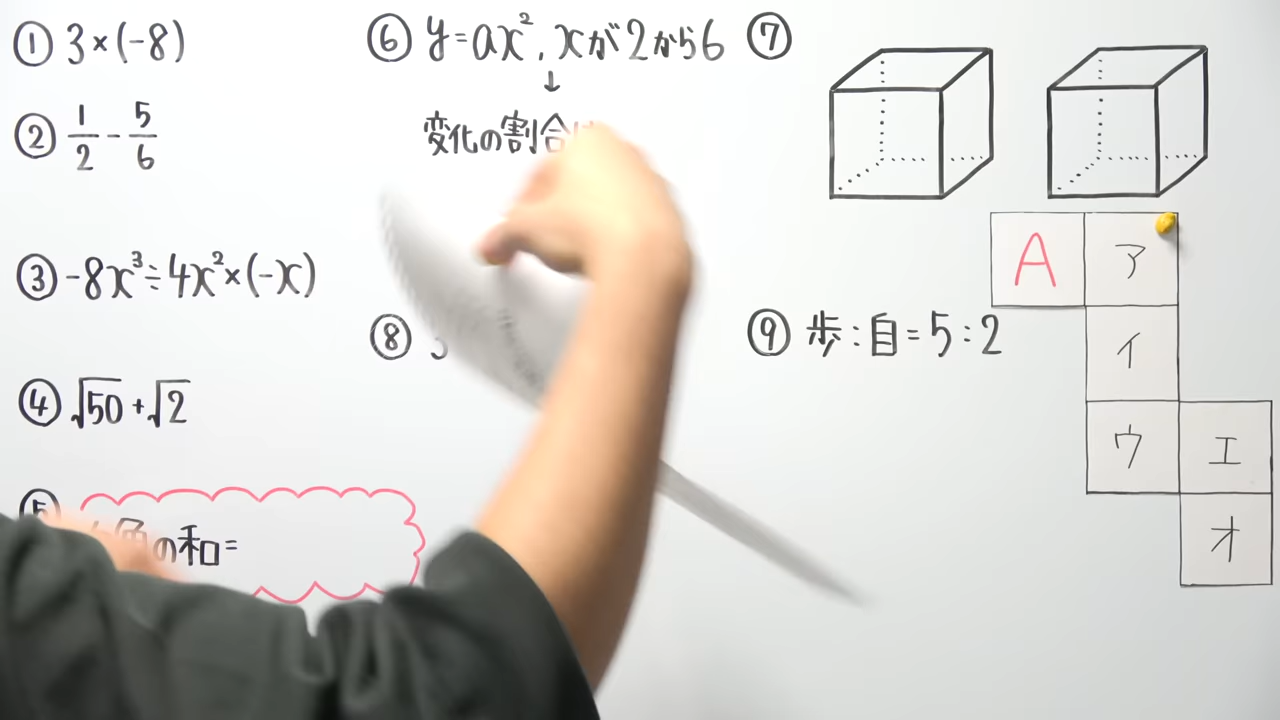 ① 3×(-8)
② 1/2 - 5/6
③ -8x³÷4x²×(-x)
④ √50+√2
⑤
角の和=
⑥ y=ax², xが2から6
↓
変化の割合
⑦
⑧
⑨ 歩:自=5:2
A ア
イ
ウ エ
オ